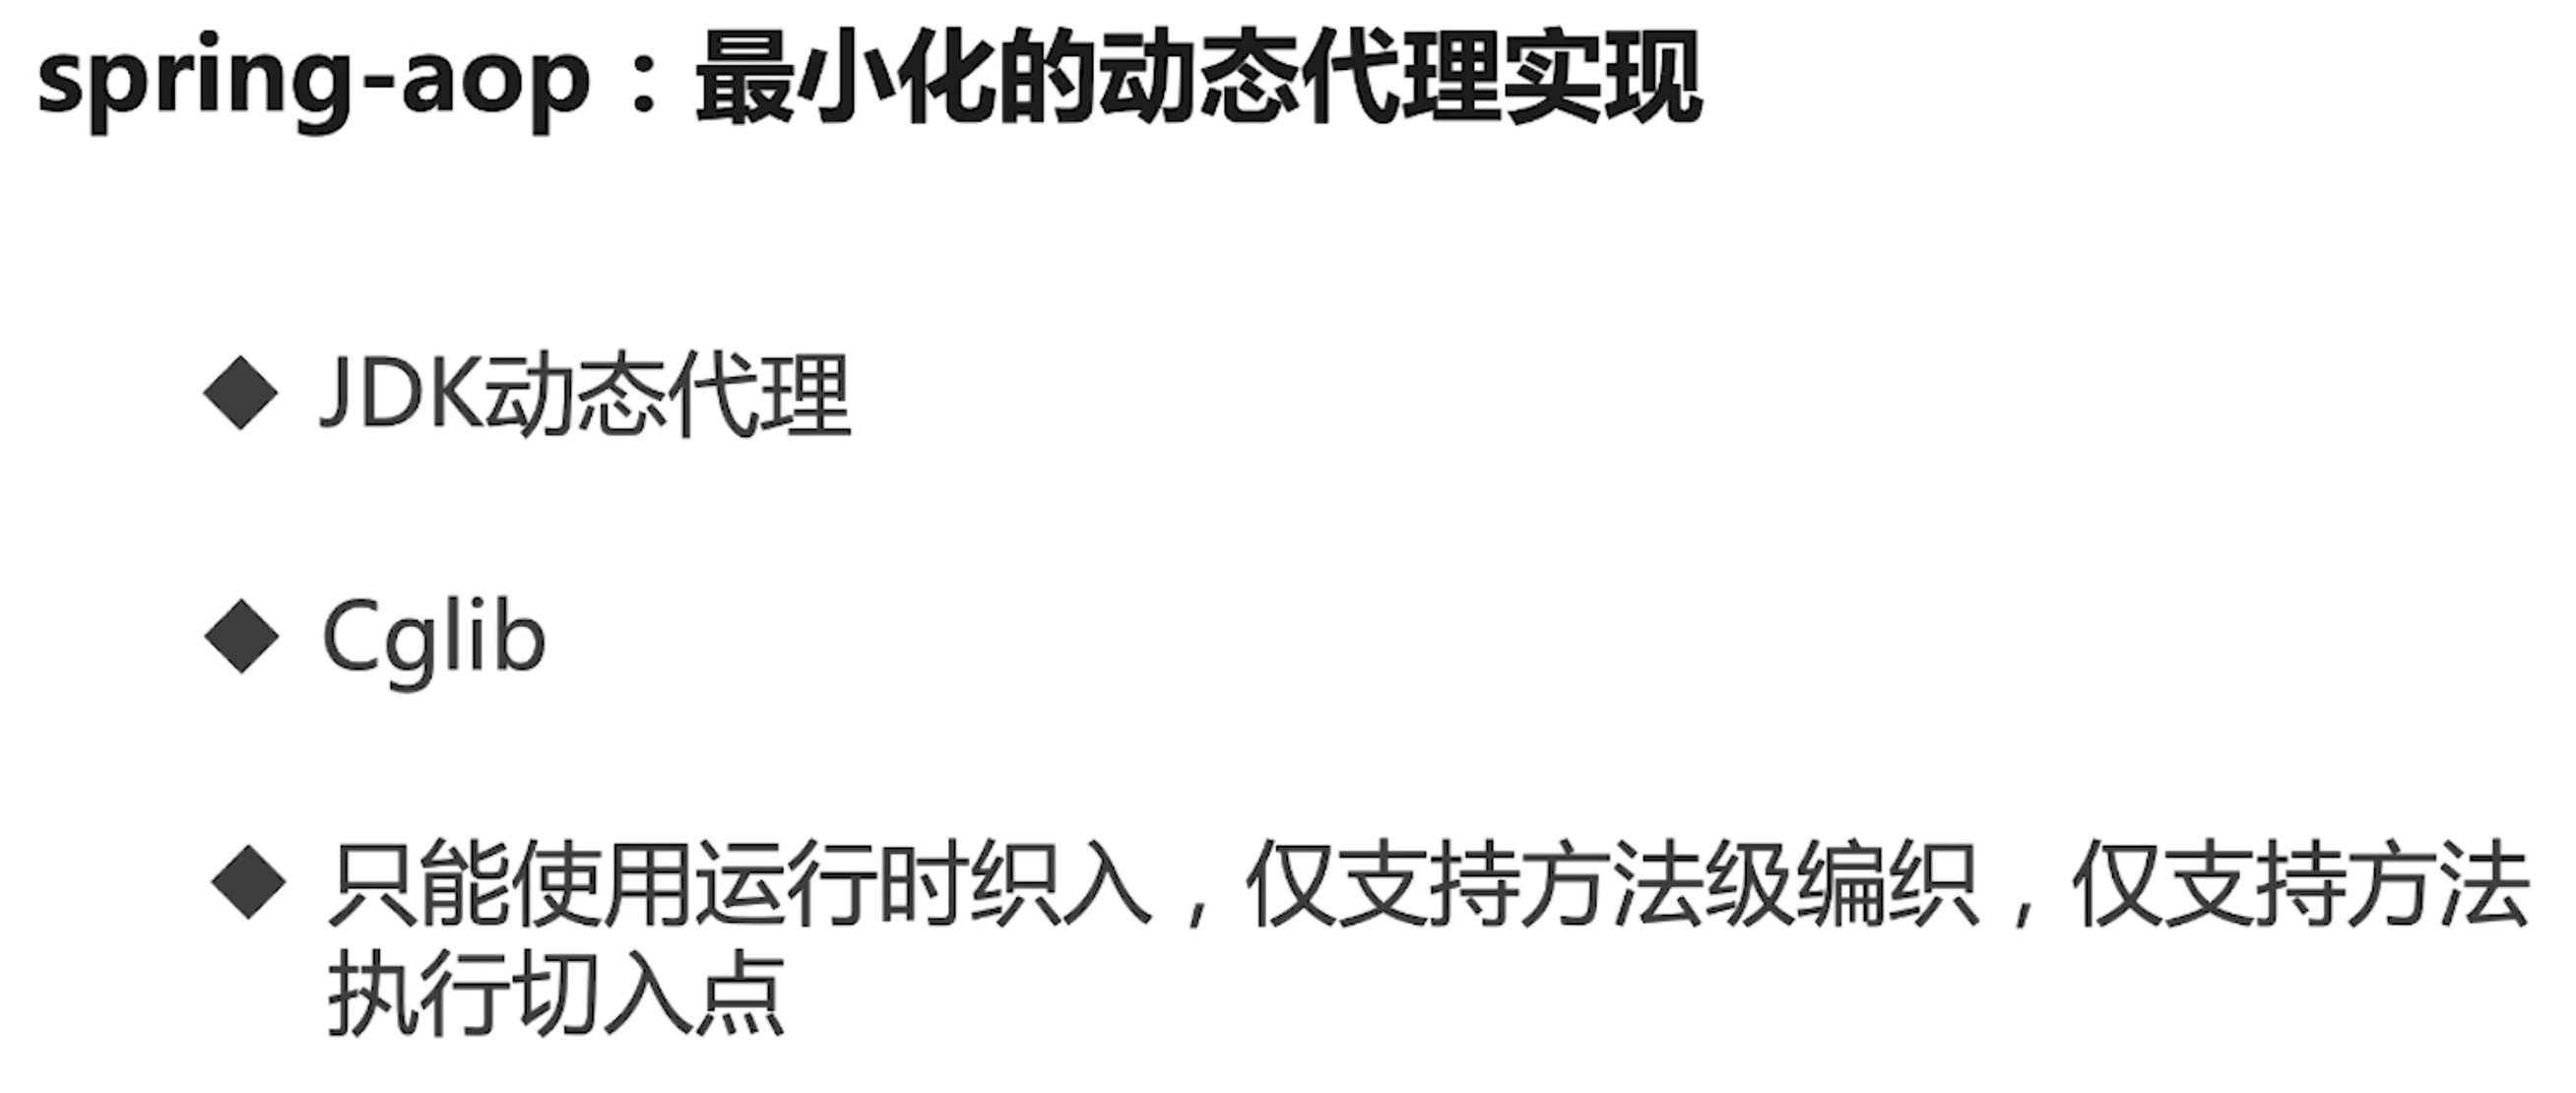 spring-aop：最小化的动态代理实现
◆ JDK动态代理
◆ Cglib
◆ 只能使用运行时织入，仅支持方法级编织，仅支持方法
执行切入点